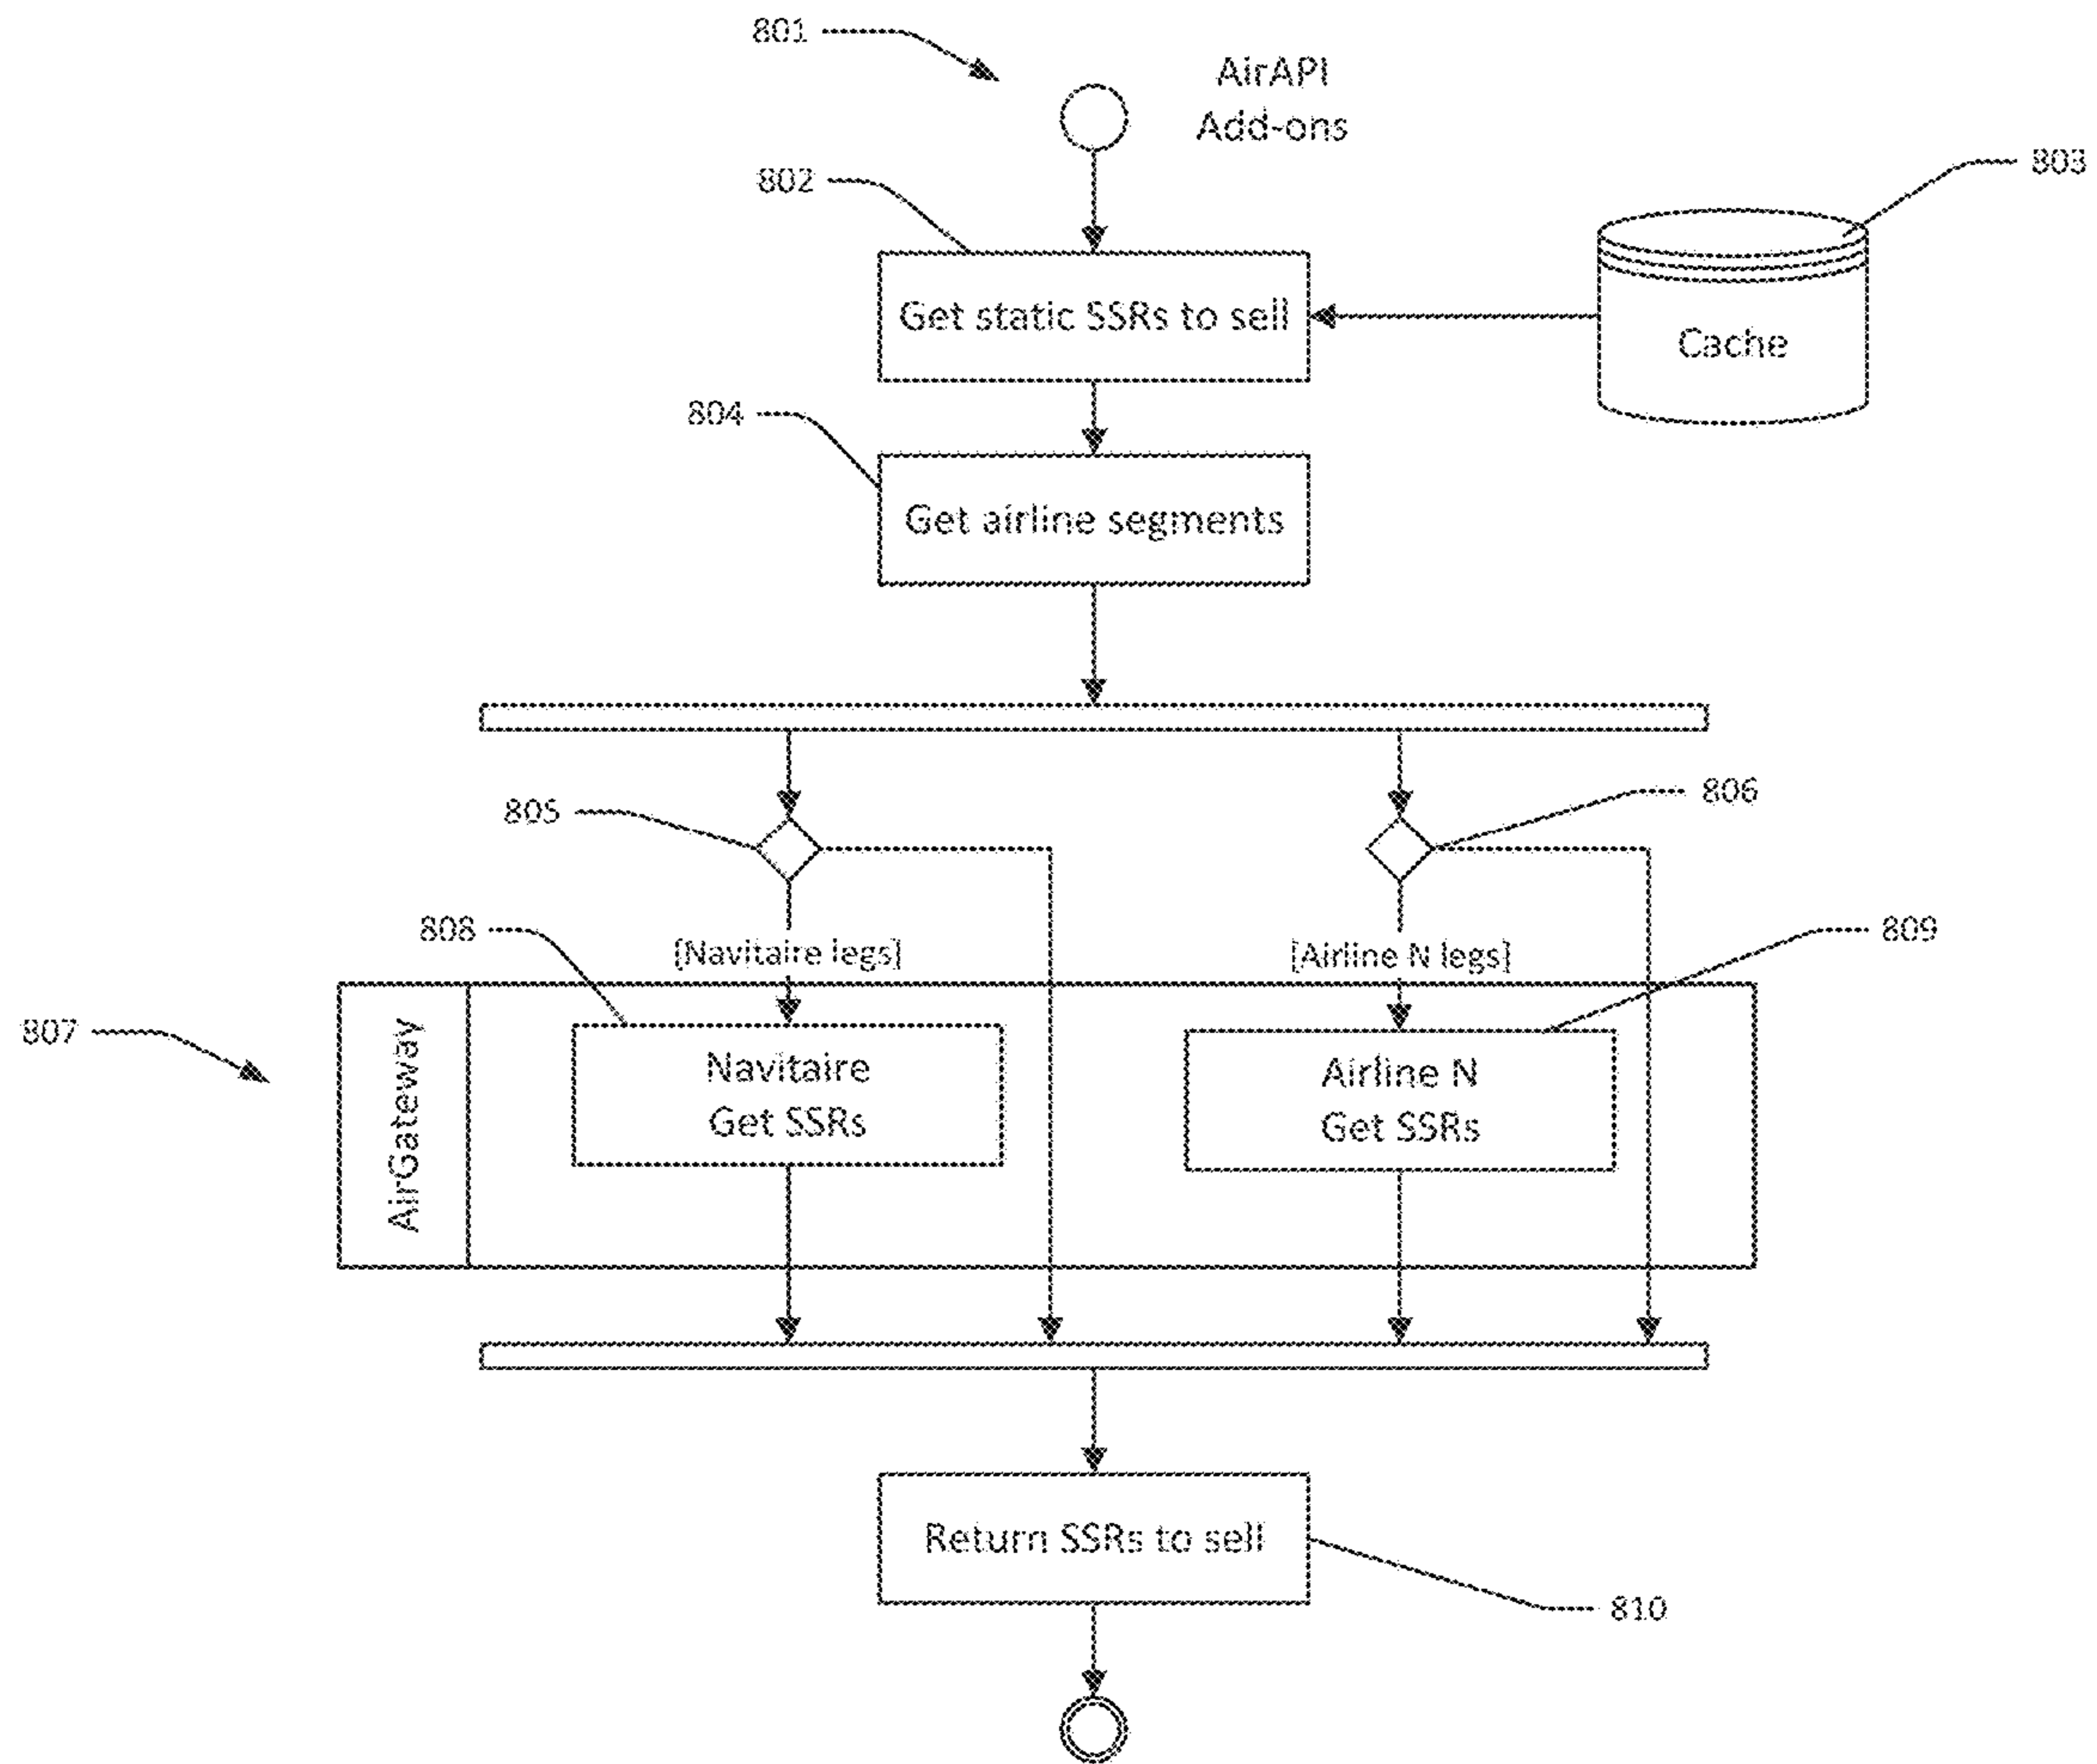 801
AirAPI
Add-ons
802
803
Get static SSRs to sell
Cache
804
Get airline segments
805
806
808
[Navitaire legs]
[Airline N legs]
809
807
AirGateway
Navitaire
Get SSRs
Airline N
Get SSRs
Return SSRs to sell
810